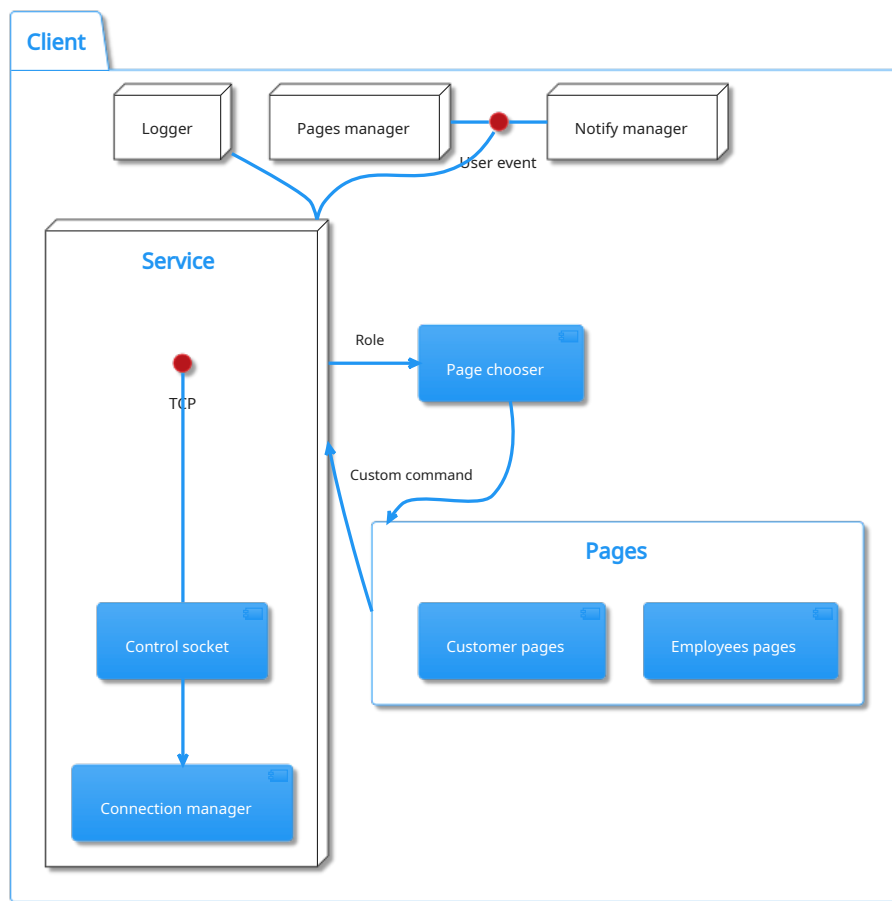 Client
Logger
Pages manager
Notify manager
User event
Service
TCP
Role
Page chooser
Custom command
Pages
Control socket
Customer pages
Employees pages
Connection manager